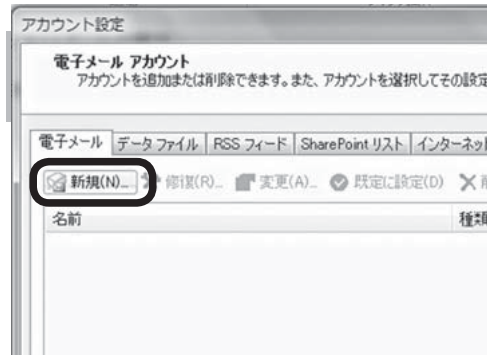 アカウント設定
電子メール アカウント
アカウントを追加または削除できます。また、アカウントを選択してその設定
電子メール データ ファイル RSS フィード SharePoint リスト インターネット
新規(N)... 修復(R)... 変更(A)... 既定に設定(D)
名前 種類